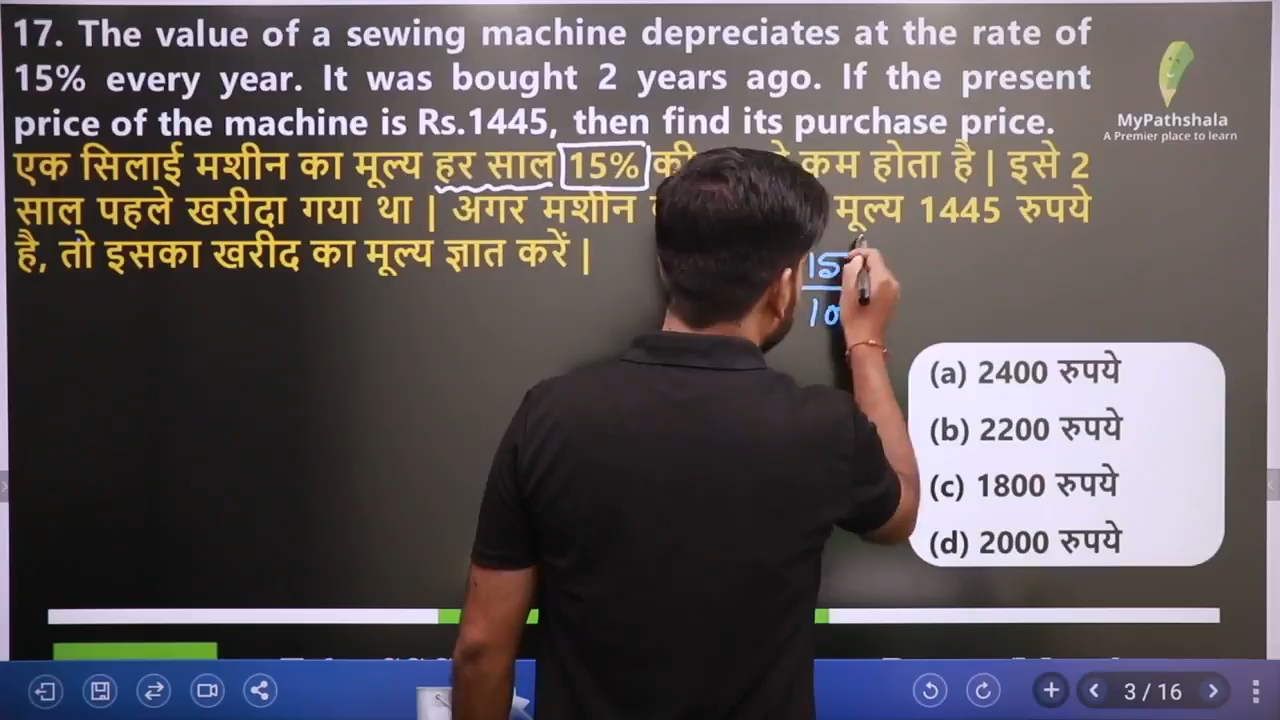 17. The value of a sewing machine depreciates at the rate of
15% every year. It was bought 2 years ago. If the present
price of the machine is Rs.1445, then find its purchase price.
एक सिलाई मशीन का मूल्य हर साल 15% की कम होता है | इसे 2
साल पहले खरीदा गया था | अगर मशीन मूल्य 1445 रुपये
है, तो इसका खरीद का मूल्य ज्ञात करें |
MyPathshala
A Premier place to learn
15
10
(a) 2400 रुपये
(b) 2200 रुपये
(c) 1800 रुपये
(d) 2000 रुपये
3 / 16